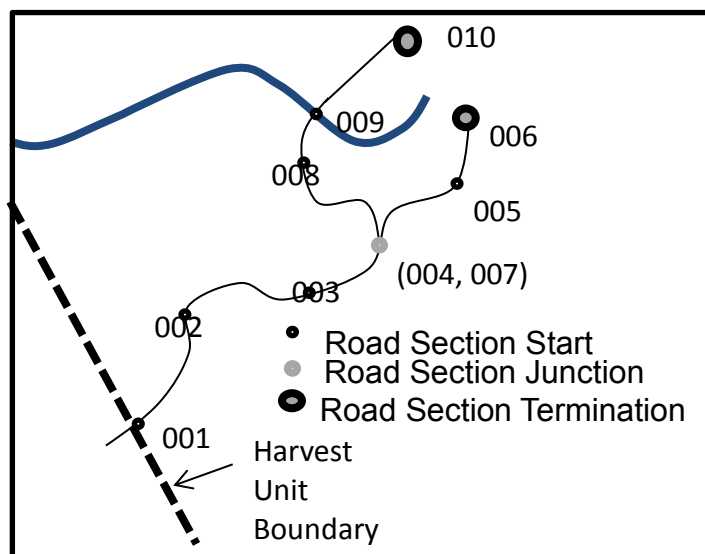 010
009
006
008
005
(004, 007)
003
002
Road Section Start
Road Section Junction
Road Section Termination
001
Harvest
Unit
Boundary